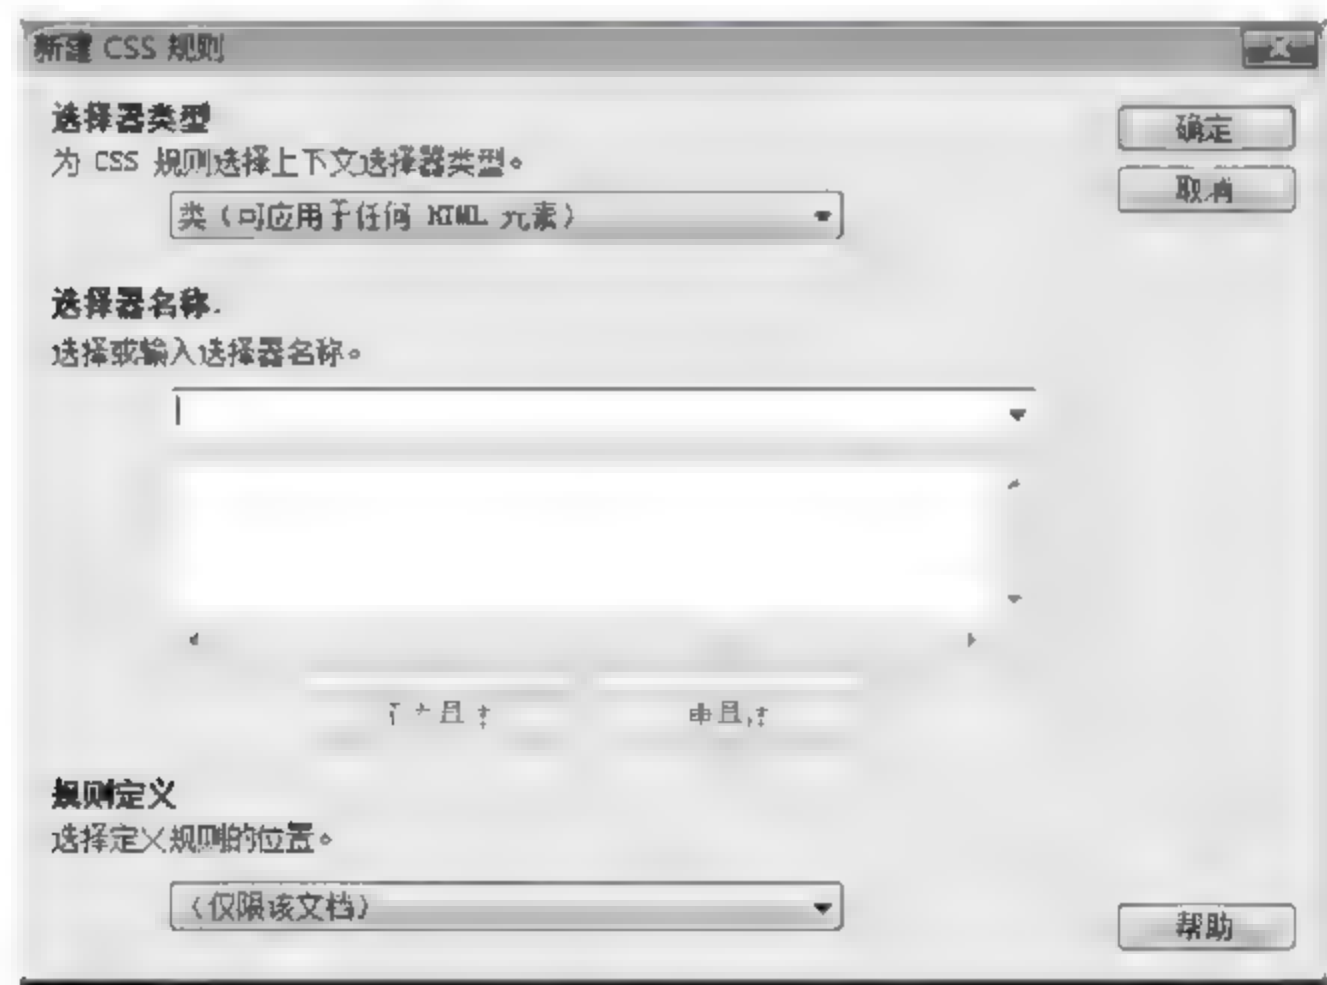 新建 CSS 规则
选择器类型
为 CSS 规则选择上下文选择器类型。
确定
取消
类（可应用于任何 HTML 元素）
选择器名称:
选择或输入选择器名称。
规则定义
选择定义规则的位置。
（仅限该文档）
帮助